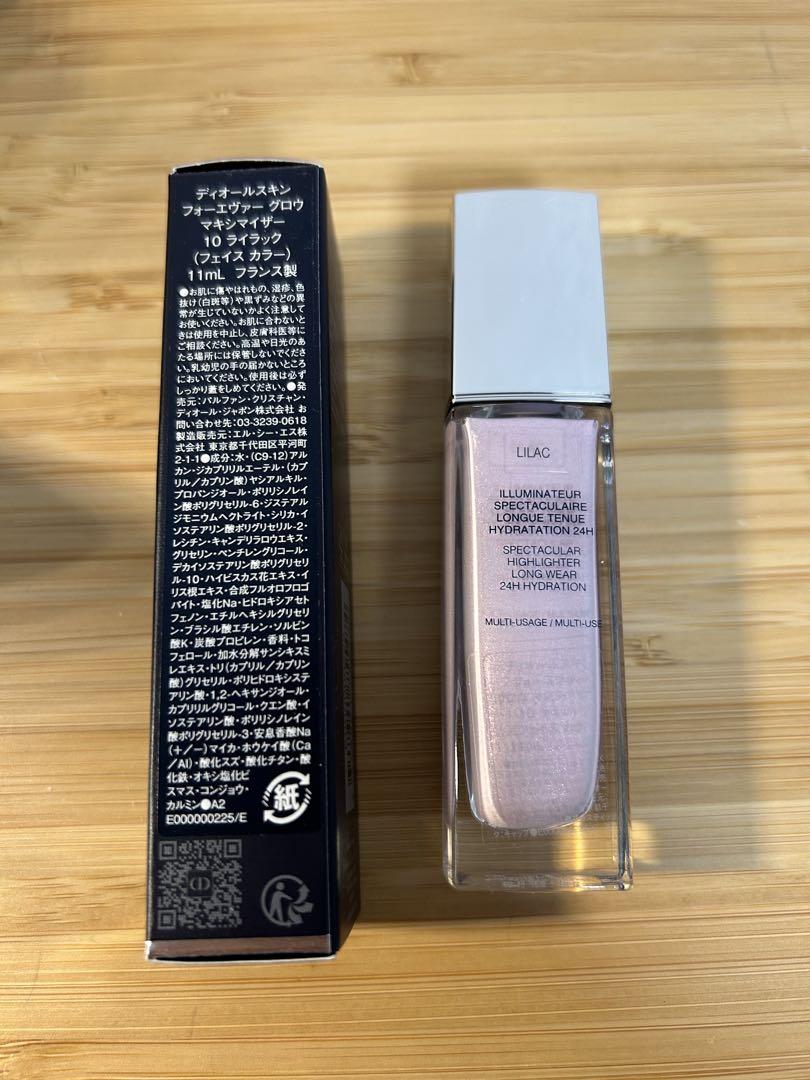 ディオールスキン
フォーエヴァー グロウ
マキシマイザー
10 ライラック
(フェイス カラー)
11mL フランス製
●お肌に傷やはれもの、湿疹、色
抜け(白斑等)や黒ずみなどの異
常が生じていないかよく注意して
お使いください。お肌に合わないと
きは使用を中止し、皮膚科医等に
ご相談ください。高温や日光のあ
たる場所には保管しないでくださ
い。乳幼児の手の届かないところ
においてください。使用後は必ず
しっかり蓋をしめてください。●発
売元:パルファン・クリスチャン・
ディオール・ジャポン株式会社 お
問い合わせ先:03-3239-0618
製造販売元:エル・シー・エス株
式会社 東京都千代田区平河町
2-1-1●成分:水・(C9-12)アル
カン・ジカプリリルエーテル・(カプ
リル/カプリン酸)ヤシアルキル・
プロパンジオール・ポリリシノレイ
ン酸ポリグリセリル-6・ジステアル
ジモニウムヘクトライト・シリカ・イ
ソステアリン酸ポリグリセリル-2・
レシチン・キャンデリラロウエキス・
グリセリン・ペンチレングリコール・
デカイソステアリン酸ポリグリセリ
ル-10・ハイビスカス花エキス・イ
リス根エキス・合成フルオロフロゴ
パイト・塩化Na・ヒドロキシアセト
フェノン・エチルヘキシルグリセリ
ン・ブラシル酸エチレン・ソルビン
酸K・炭酸プロピレン・香料・トコ
フェロール・加水分解サンシキスミ
レエキス・トリ(カプリル/カプリン
酸)グリセリル・ポリヒドロキシステ
アリン酸・1,2-ヘキサンジオール・
カプリリルグリコール・クエン酸・イ
ソステアリン酸・ポリリシノレイン
酸ポリグリセリル-3・安息香酸Na
(+/-)マイカ・ホウケイ酸(Ca
/Al)・酸化スズ・酸化チタン・酸
化鉄・オキシ塩化ビ
スマス・コンジョウ・
カルミン●A2
E000000225/E
紙
LILAC
ILLUMINATEUR
SPECTACULAIRE
LONGUE TENUE
HYDRATATION 24H
SPECTACULAR
HIGHLIGHTER
LONG WEAR
24H HYDRATION
MULTI-USAGE / MULTI-USE